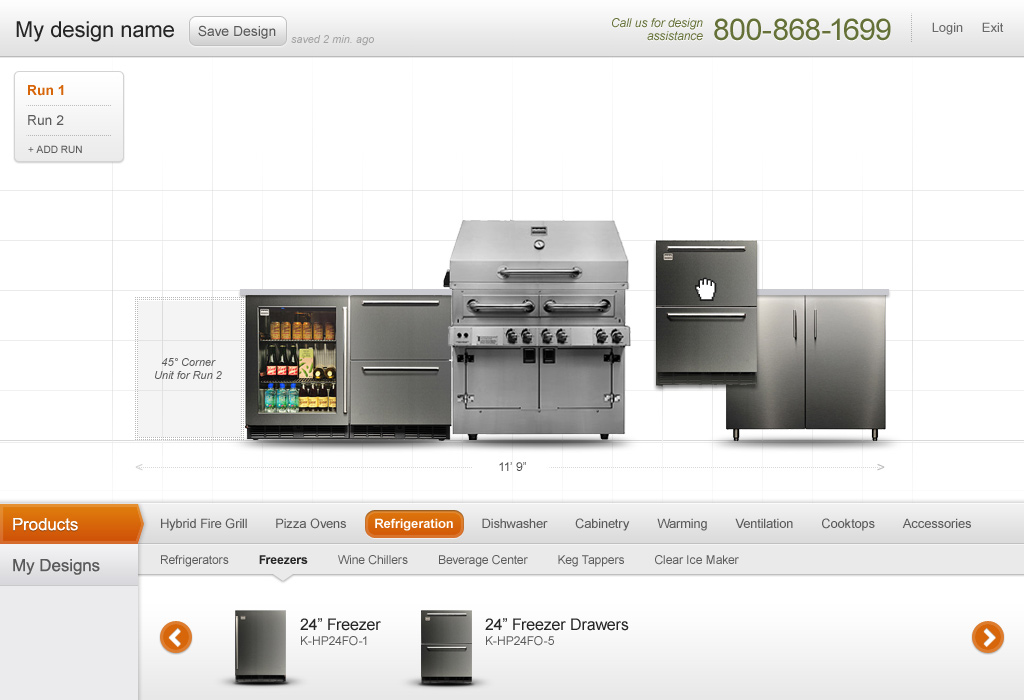 My design name
Save Design
saved 2 min. ago
Call us for design
assistance
800-868-1699
Login
Exit
Run 1
Run 2
+ ADD RUN
45° Corner
Unit for Run 2
11’ 9”
Products
My Designs
Hybrid Fire Grill
Pizza Ovens
Refrigeration
Dishwasher
Cabinetry
Warming
Ventilation
Cooktops
Accessories
Refrigerators
Freezers
Wine Chillers
Beverage Center
Keg Tappers
Clear Ice Maker
24” Freezer
K-HP24FO-1
24” Freezer Drawers
K-HP24FO-5